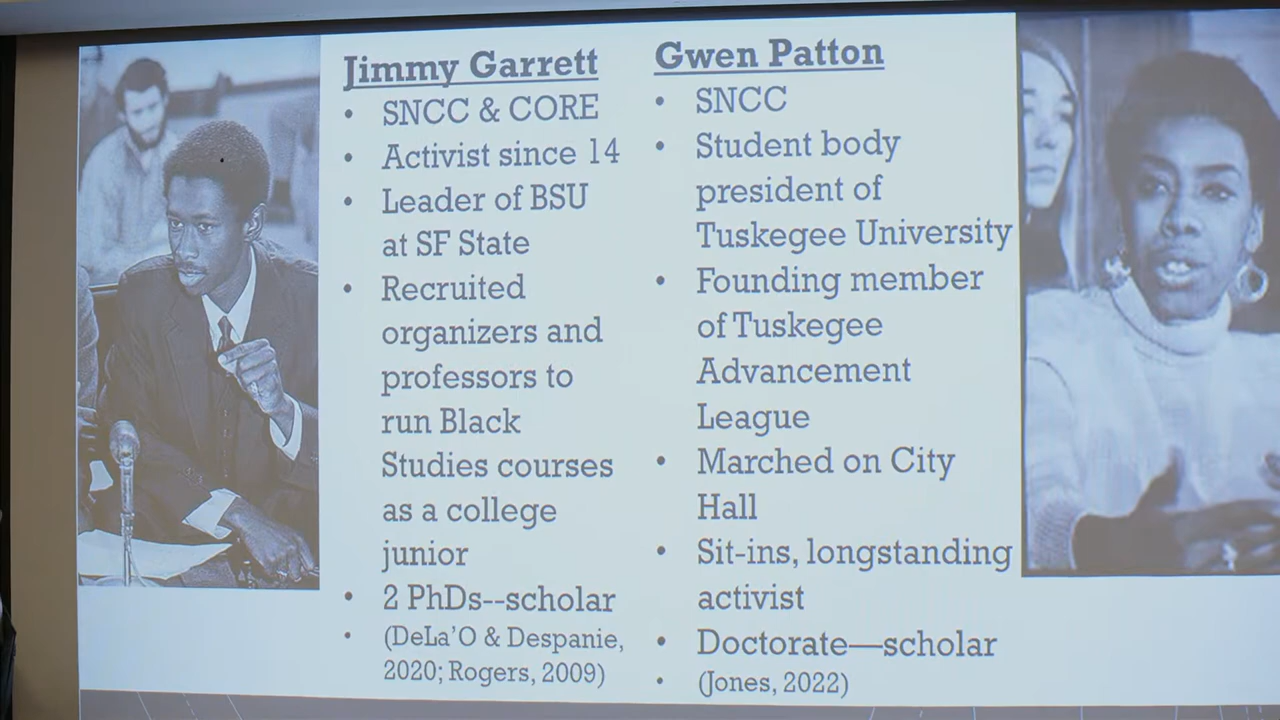 Jimmy Garrett
• SNCC & CORE
• Activist since 14
• Leader of BSU
at SF State
• Recruited
organizers and
professors to
run Black
Studies courses
as a college
junior
• 2 PhDs--scholar
• (DeLa'O & Despanie,
2020; Rogers, 2009)
Gwen Patton
• SNCC
• Student body
president of
Tuskegee University
• Founding member
of Tuskegee
Advancement
League
• Marched on City
Hall
• Sit-ins, longstanding
activist
• Doctorate—scholar
• (Jones, 2022)